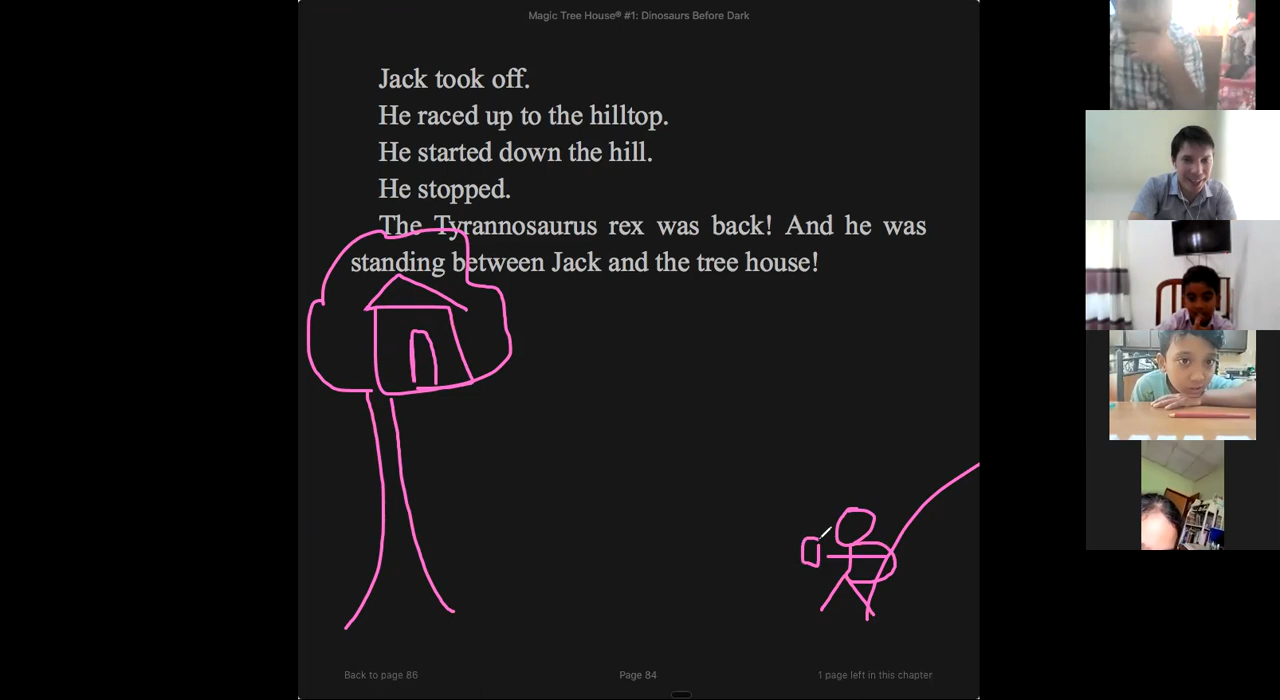 Magic Tree House® #1: Dinosaurs Before Dark
Jack took off.
He raced up to the hilltop.
He started down the hill.
He stopped.
The Tyrannosaurus rex was back! And he was
standing between Jack and the tree house!
Back to page 86
Page 84
1 page left in this chapter